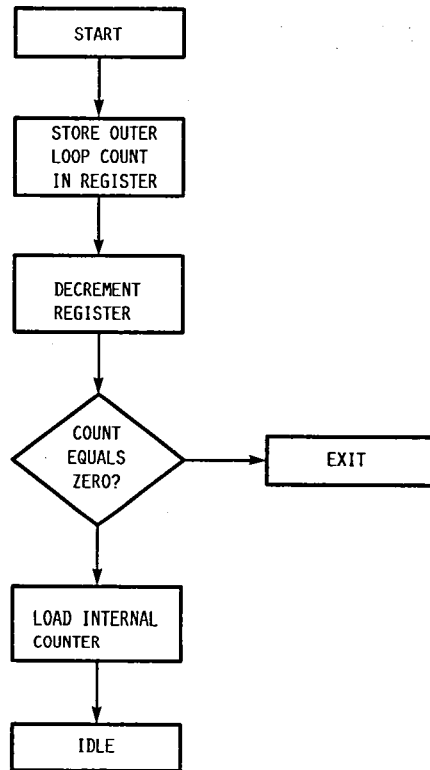 START
STORE OUTER
LOOP COUNT
IN REGISTER
DECREMENT
REGISTER
COUNT
EQUALS
ZERO?
EXIT
LOAD INTERNAL
COUNTER
IDLE